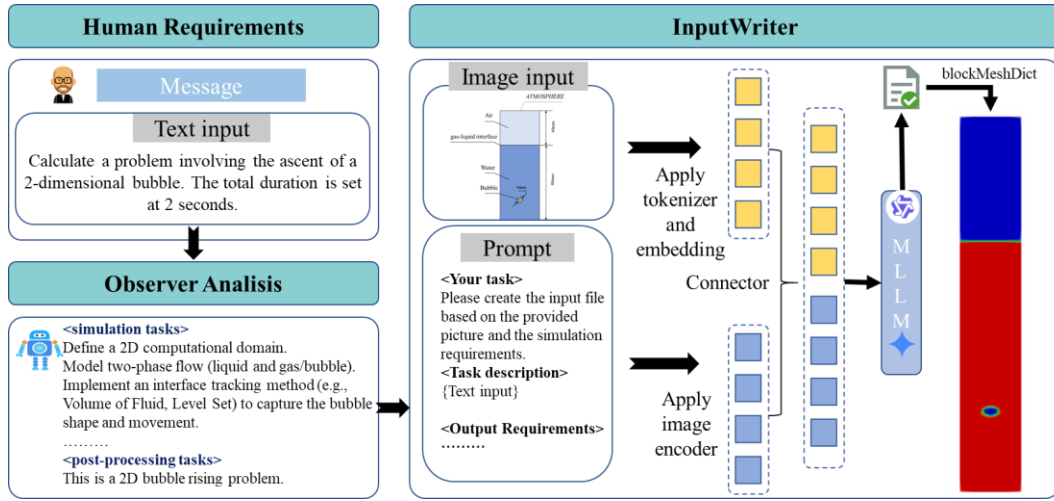 Human Requirements
Message
Text input
Calculate a problem involving the ascent of a
2-dimensional bubble. The total duration is set
at 2 seconds.
Observer Analisis
<simulation tasks>
Define a 2D computational domain.
Model two-phase flow (liquid and gas/bubble).
Implement an interface tracking method (e.g.,
Volume of Fluid, Level Set) to capture the bubble
shape and movement.
………
<post-processing tasks>
This is a 2D bubble rising problem.
InputWriter
Image input
ATMOSPHERE
Air
gas-liquid interface
Water
Bubble
Prompt
<Your task>
Please create the input file
based on the provided
picture and the simulation
requirements.
<Task description>
{Text input}
<Output Requirements>
………
Apply
tokenizer
and
embedding
Connector
Apply
image
encoder
M
L
L
M
blockMeshDict